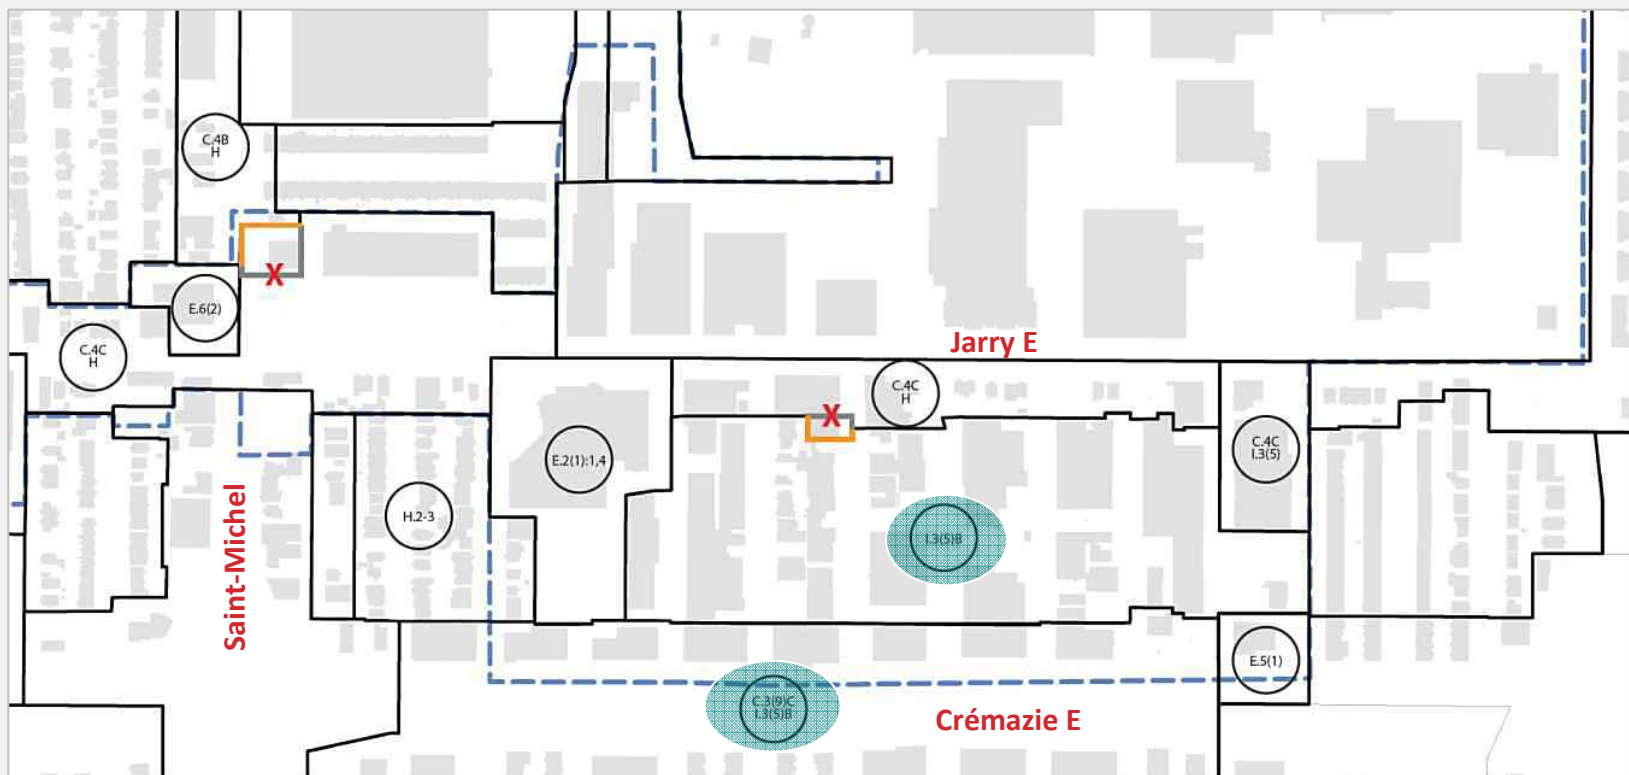 C.4B
H
X
E.6(2)
Jarry E
C.4C
H
C.4C
H
X
C.4C
I.3(5)
E.2(1):1,4
Saint-Michel
H.2-3
I.3(5)B
E.5(1)
C.3(9)C
I.3(5)B
Crémazie E